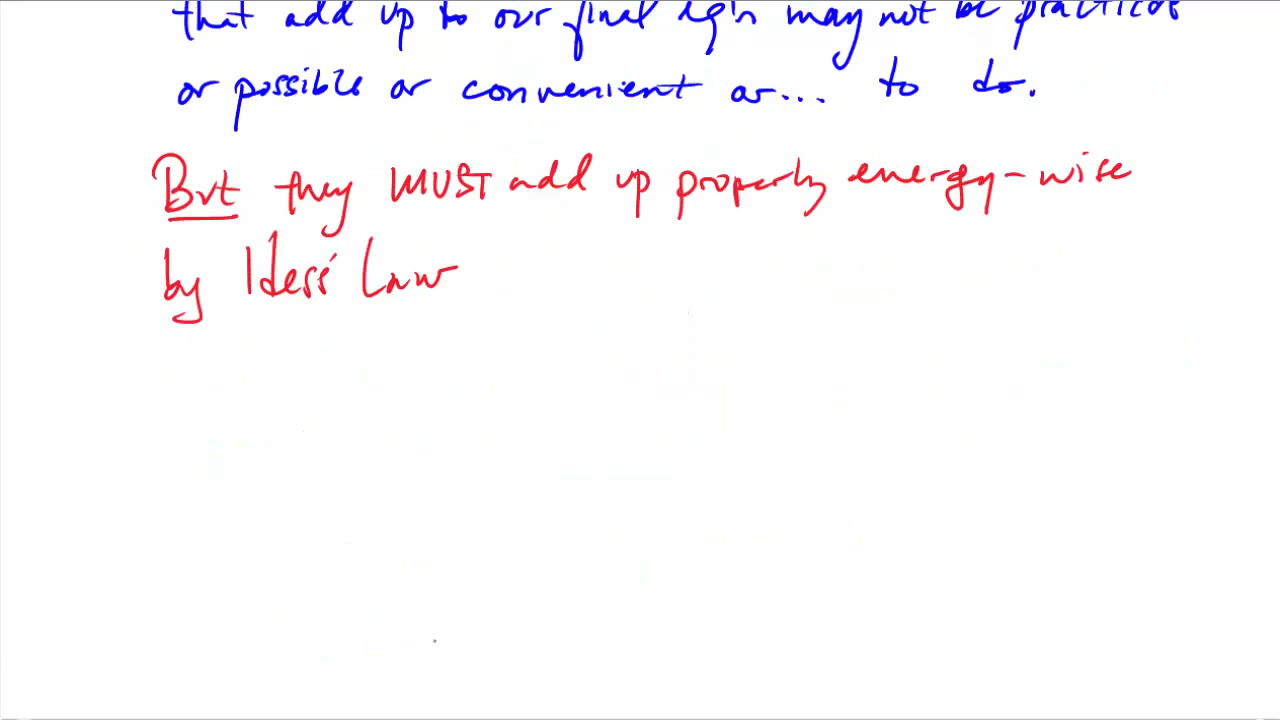 that add up to our final eqn may not be practical
or possible or convenient or... to do.
But they MUST add up properly energy-wise
by Hess' Law